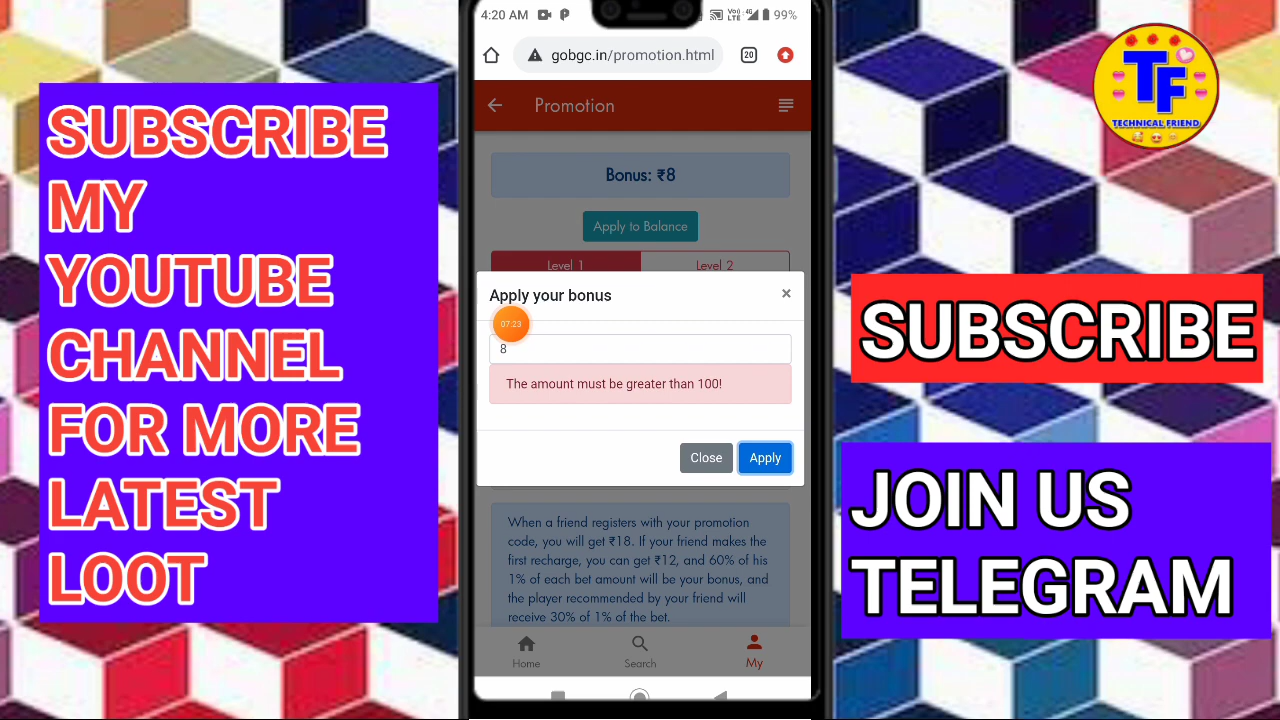 SUBSCRIBE
MY
YOUTUBE
CHANNEL
FOR MORE
LATEST
LOOT
4:20 AM
Vo))
LTE
4G
99%
gobgc.in/promotion.html
20
Promotion
Bonus: ₹8
Apply to Balance
Level 1
Level 2
Apply your bonus
×
07:23
8
The amount must be greater than 100!
Close
Apply
When a friend registers with your promotion
code, you will get ₹18. If your friend makes the
first recharge, you can get ₹12, and 60% of his
1% of each bet amount will be your bonus, and
the player recommended by your friend will
receive 30% of 1% of the bet.
Home
Search
My
TF
TECHNICAL FRIEND
SUBSCRIBE
JOIN US
TELEGRAM